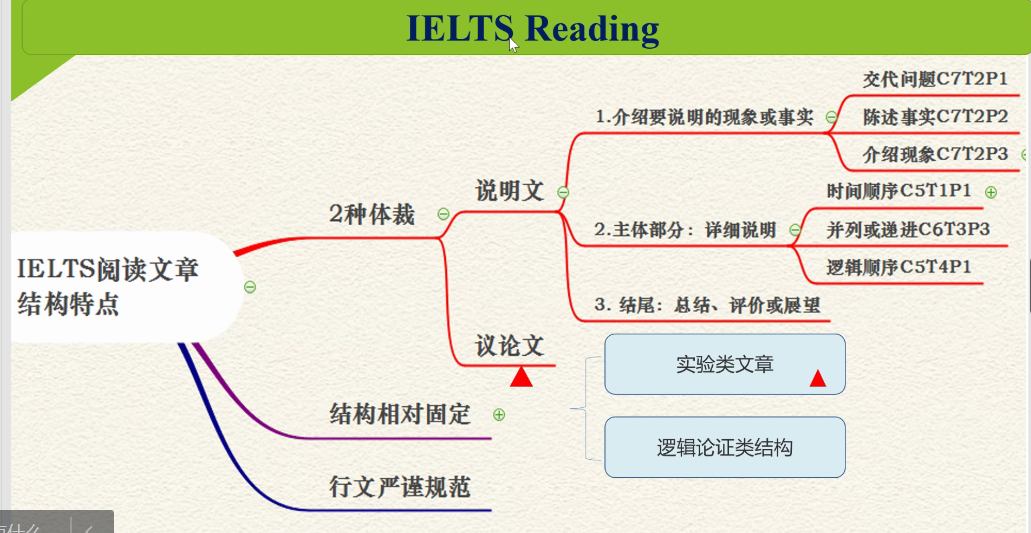 IELTS Reading
IELTS阅读文章
结构特点
2种体裁
说明文
1.介绍要说明的现象或事实
交代问题C7T2P1
陈述事实C7T2P2
介绍现象C7T2P3
2.主体部分：详细说明
时间顺序C5T1P1
并列或递进C6T3P3
逻辑顺序C5T4P1
3. 结尾：总结、评价或展望
议论文
实验类文章
逻辑论证类结构
结构相对固定
行文严谨规范
什么